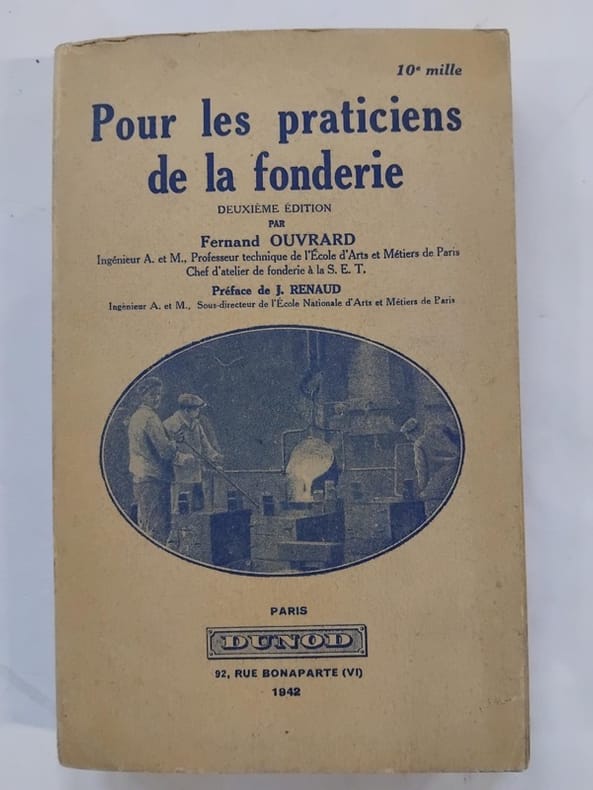 10e mille
Pour les praticiens
de la fonderie
DEUXIÈME ÉDITION
PAR
Fernand OUVRARD
Ingénieur A. et M., Professeur technique de l'École d'Arts et Métiers de Paris
Chef d'atelier de fonderie à la S. E. T.
Préface de J. RENAUD
Ingénieur A. et M., Sous-directeur de l'École Nationale d'Arts et Métiers de Paris
PARIS
DUNOD
92, RUE BONAPARTE (VI)
1942